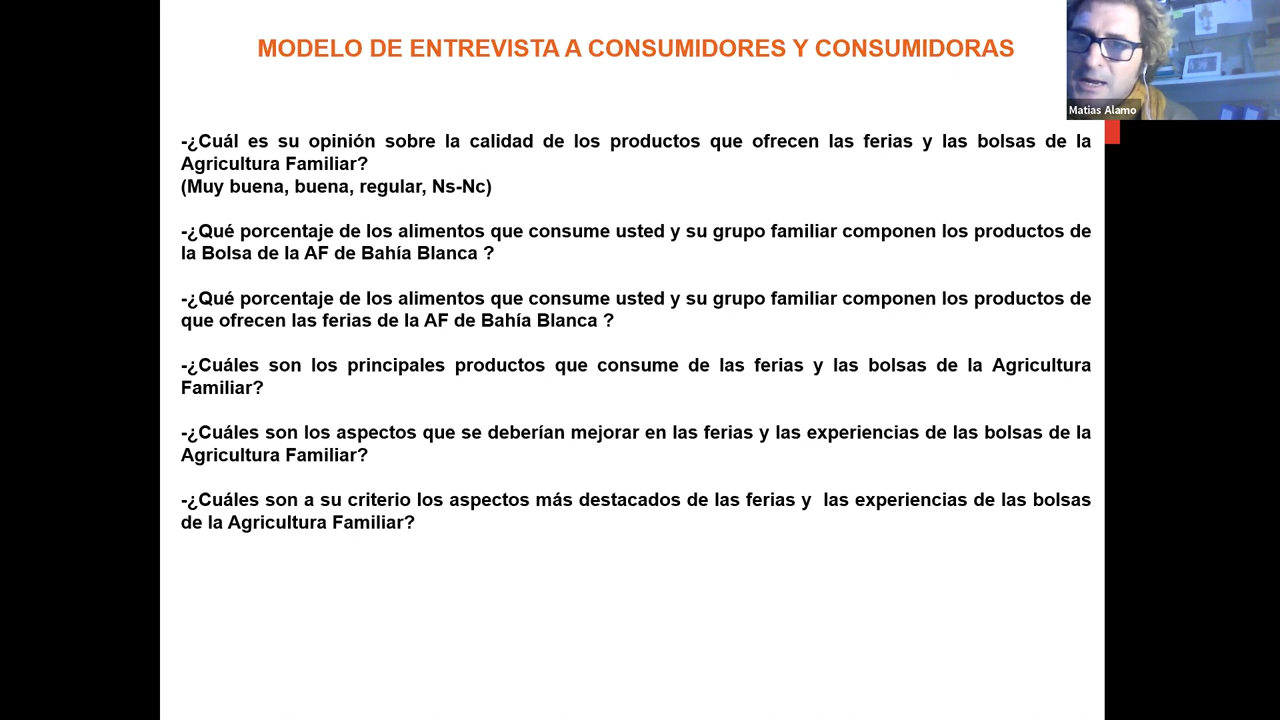 MODELO DE ENTREVISTA A CONSUMIDORES Y CONSUMIDORAS
Matias Alamo
-¿Cuál es su opinión sobre la calidad de los productos que ofrecen las ferias y las bolsas de la
Agricultura Familiar?
(Muy buena, buena, regular, Ns-Nc)
-¿Qué porcentaje de los alimentos que consume usted y su grupo familiar componen los productos de
la Bolsa de la AF de Bahía Blanca ?
-¿Qué porcentaje de los alimentos que consume usted y su grupo familiar componen los productos de
que ofrecen las ferias de la AF de Bahía Blanca ?
-¿Cuáles son los principales productos que consume de las ferias y las bolsas de la Agricultura
Familiar?
-¿Cuáles son los aspectos que se deberían mejorar en las ferias y las experiencias de las bolsas de la
Agricultura Familiar?
-¿Cuáles son a su criterio los aspectos más destacados de las ferias y  las experiencias de las bolsas
de la Agricultura Familiar?